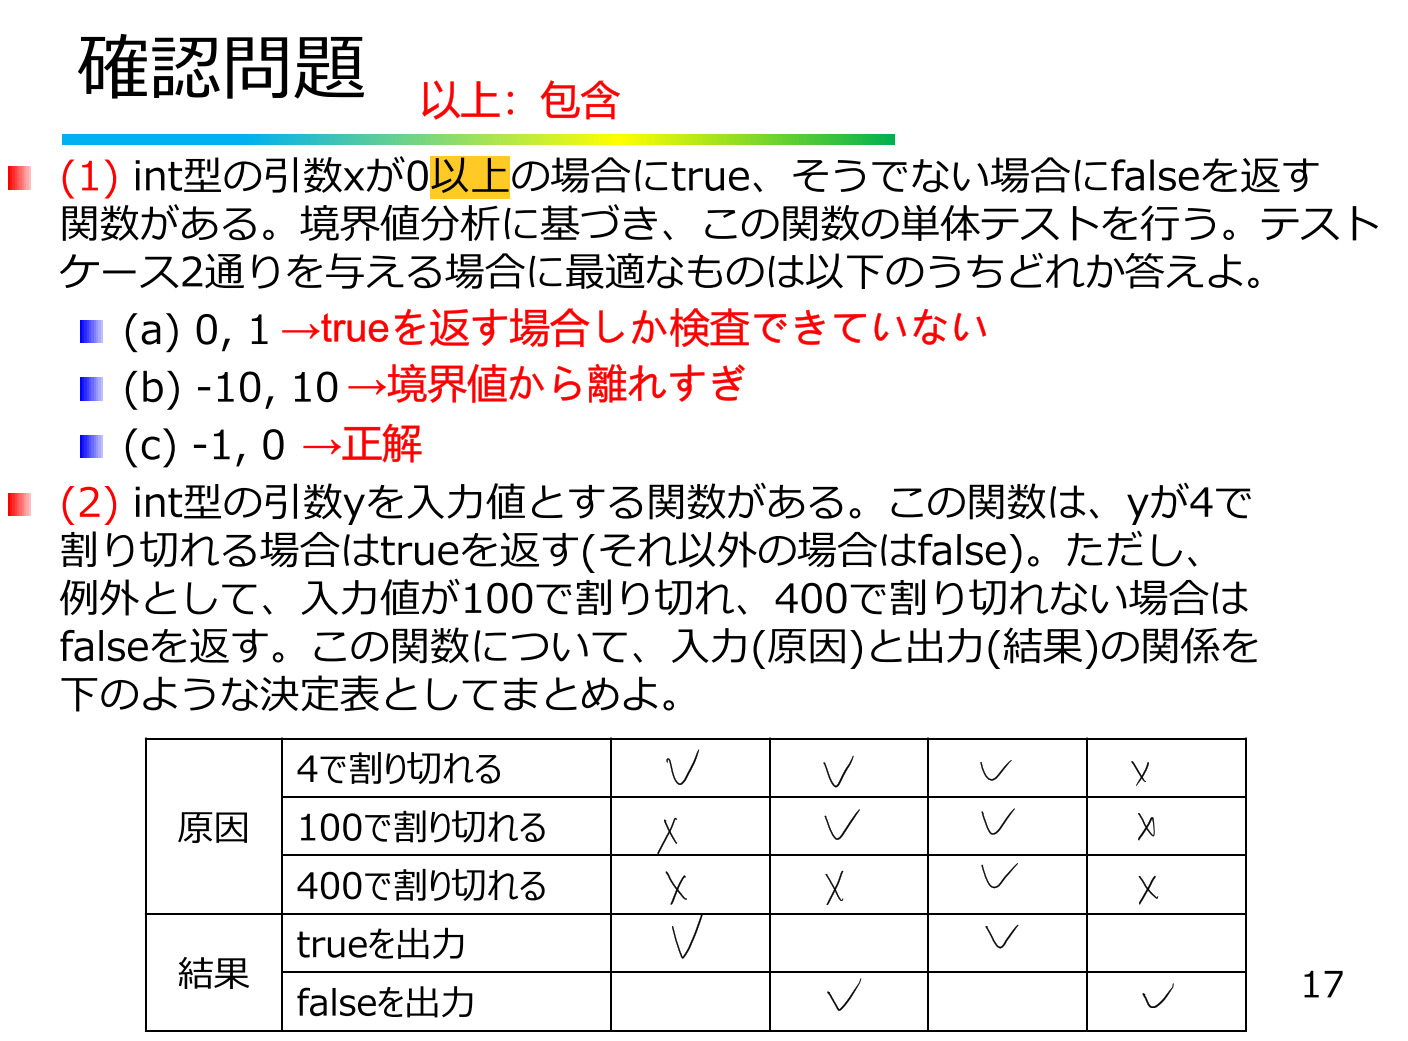 確認問題
以上：包含
(1) int型の引数xが0以上の場合にtrue、そうでない場合にfalseを返す
関数がある。境界値分析に基づき、この関数の単体テストを行う。テスト
ケース2通りを与える場合に最適なものは以下のうちどれか答えよ。
(a) 0, 1 →trueを返す場合しか検査できていない
(b) -10, 10 →境界値から離れすぎ
(c) -1, 0 →正解
(2) int型の引数yを入力値とする関数がある。この関数は、yが4で
割り切れる場合はtrueを返す(それ以外の場合はfalse)。ただし、
例外として、入力値が100で割り切れ、400で割り切れない場合は
falseを返す。この関数について、入力(原因)と出力(結果)の関係を
下のような決定表としてまとめよ。
原因
4で割り切れる ✓ ✓ ✓ x
100で割り切れる x ✓ ✓ x
400で割り切れる x x ✓ x
結果
trueを出力 ✓ ✓
falseを出力 ✓ ✓
17